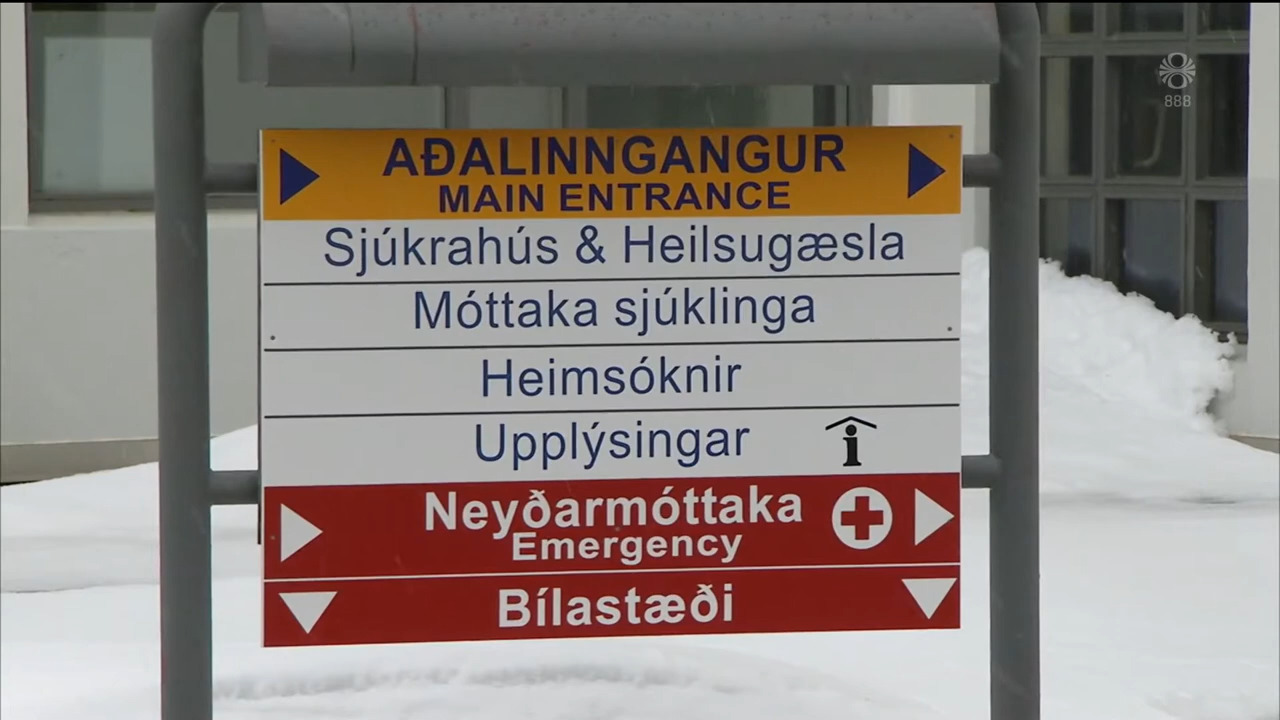 888
AÐALINNGANGUR
MAIN ENTRANCE
Sjúkrahús & Heilsugæsla
Móttaka sjúklinga
Heimsóknir
Upplýsingar
Neyðarmóttaka
Emergency
Bílastæði